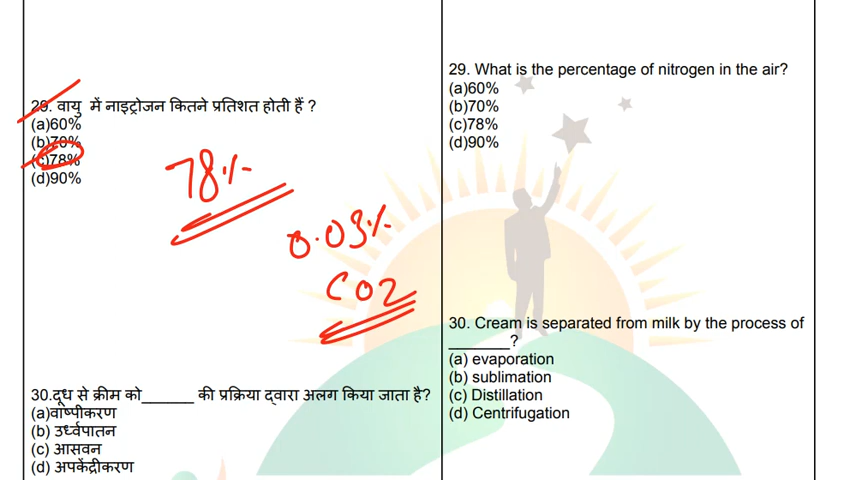 29. वायु में नाइट्रोजन कितने प्रतिशत होती हैं ?
(a)60%
(b)70%
(c)78%
(d)90%
78%
0.03%
CO2
30.दूध से क्रीम को______ की प्रक्रिया द्वारा अलग किया जाता है?
(a)वाष्पीकरण
(b) उर्ध्वपातन
(c) आसवन
(d) अपकेंद्रीकरण
29. What is the percentage of nitrogen in the air?
(a)60%
(b)70%
(c)78%
(d)90%
30. Cream is separated from milk by the process of
_______?
(a) evaporation
(b) sublimation
(c) Distillation
(d) Centrifugation